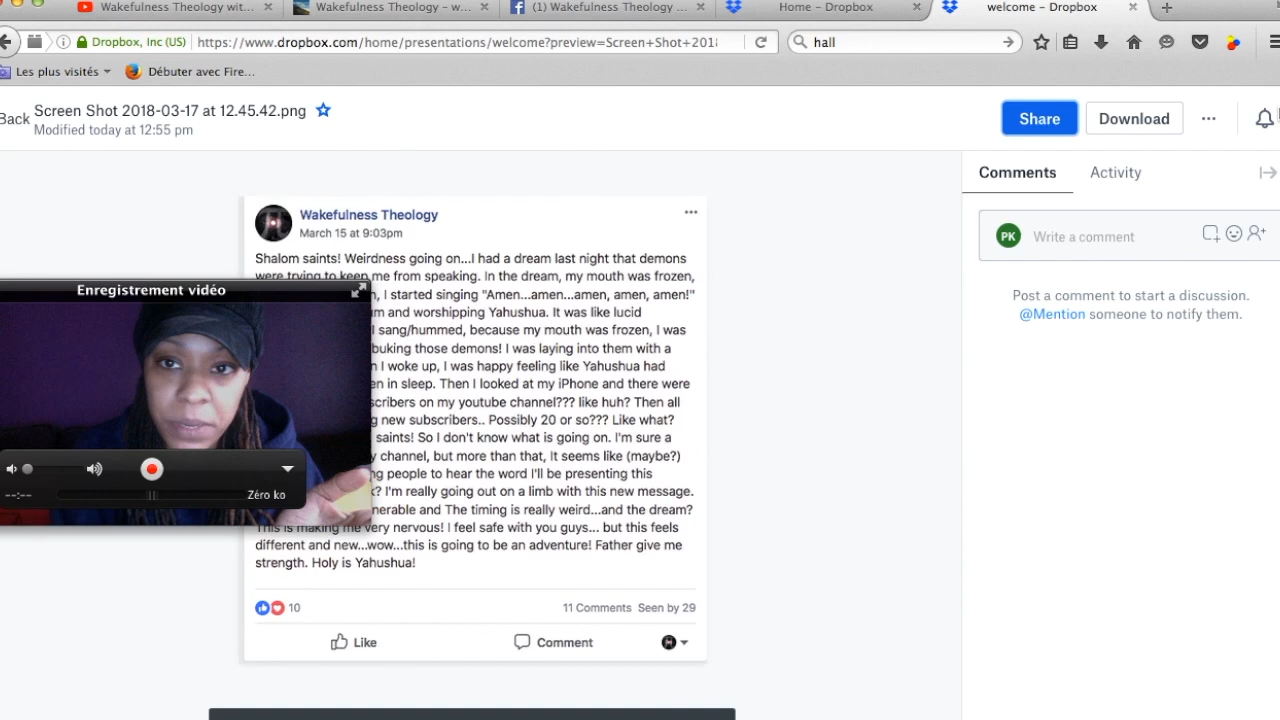 Wakefulness Theology wit... × Wakefulness Theology - w... × (1) Wakefulness Theology ... × Home - Dropbox × welcome - Dropbox ×
Dropbox, Inc (US) https://www.dropbox.com/home/presentations/welcome?preview=Screen+Shot+201 hall
Les plus visités Débuter avec Fire...
Back Screen Shot 2018-03-17 at 12.45.42.png Share Download ...
Modified today at 12:55 pm
Comments Activity
PK Write a comment
Post a comment to start a discussion.
@Mention someone to notify them.
Wakefulness Theology
March 15 at 9:03pm
Shalom saints! Weirdness going on...I had a dream last night that demons
were trying to keep me from speaking. In the dream, my mouth was frozen,
I started singing "Amen...amen...amen, amen, amen!"
and worshipping Yahushua. It was like lucid
I sang/hummed, because my mouth was frozen, I was
buking those demons! I was laying into them with a
I woke up, I was happy feeling like Yahushua had
en in sleep. Then I looked at my iPhone and there were
scribers on my youtube channel??? like huh? Then all
g new subscribers.. Possibly 20 or so??? Like what?
saints! So I don't know what is going on. I'm sure a
y channel, but more than that, It seems like (maybe?)
ng people to hear the word I'll be presenting this
k? I'm really going out on a limb with this new message.
nerable and The timing is really weird...and the dream?
This is making me very nervous! I feel safe with you guys... but this feels
different and new...wow...this is going to be an adventure! Father give me
strength. Holy is Yahushua!
10 11 Comments Seen by 29
Like Comment
Enregistrement vidéo
--:-- Zéro ko